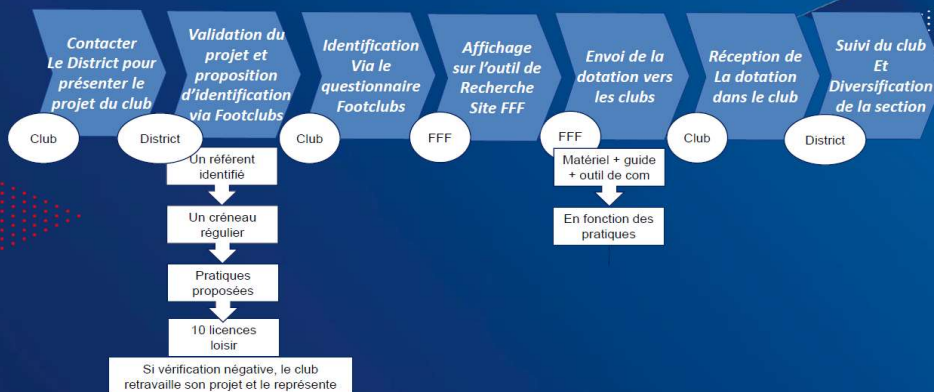 Contacter
Le District pour
présenter le
projet du club
Club
Validation du
projet et
proposition
d'identification
via Footclubs
District
Identification
Via le
questionnaire
Footclubs
Club
Affichage
sur l'outil de
Recherche
Site FFF
FFF
Envoi de la
dotation vers
les clubs
FFF
Réception de
La dotation
dans le club
Club
Suivi du club
Et
Diversification
de la section
District
Un référent
identifié
Un créneau
régulier
Pratiques
proposées
10 licences
loisir
Si vérification négative, le club
retravaille son projet et le représente
Matériel + guide
+ outil de com
En fonction des
pratiques